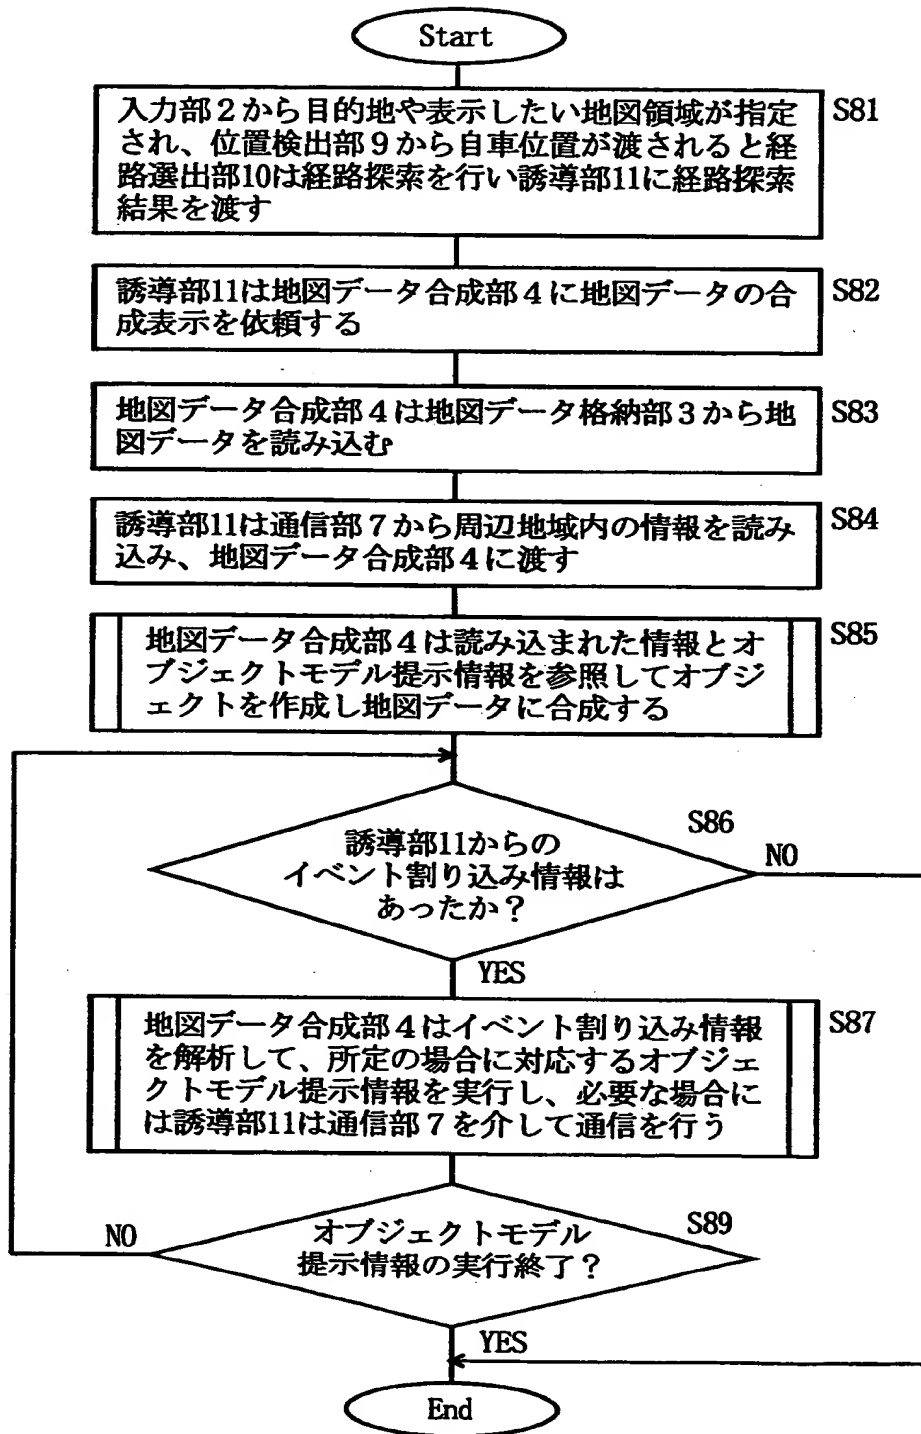 Start
入力部２から目的地や表示したい地図領域が指定
され、位置検出部９から自車位置が渡されると経
路選出部10は経路探索を行い誘導部11に経路探索
結果を渡す
S81
誘導部11は地図データ合成部４に地図データの合
成表示を依頼する
S82
地図データ合成部４は地図データ格納部３から地
図データを読み込む
S83
誘導部11は通信部７から周辺地域内の情報を読み
込み、地図データ合成部４に渡す
S84
地図データ合成部４は読み込まれた情報とオ
ブジェクトモデル提示情報を参照してオブジ
ェクトを作成し地図データに合成する
S85
誘導部11からの
イベント割り込み情報は
あったか？
S86
NO
YES
地図データ合成部４はイベント割り込み情報
を解析して、所定の場合に対応するオブジェ
クトモデル提示情報を実行し、必要な場合に
は誘導部11は通信部７を介して通信を行う
S87
NO
オブジェクトモデル
提示情報の実行終了？
S89
YES
End